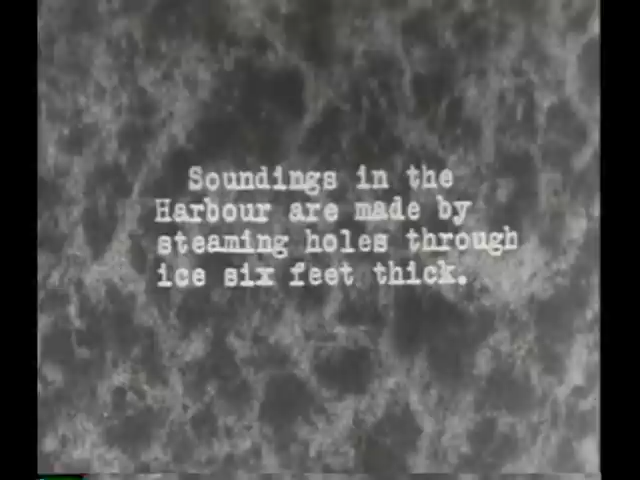 Soundings in the
Harbour are made by
steaming holes through
ice six feet thick.